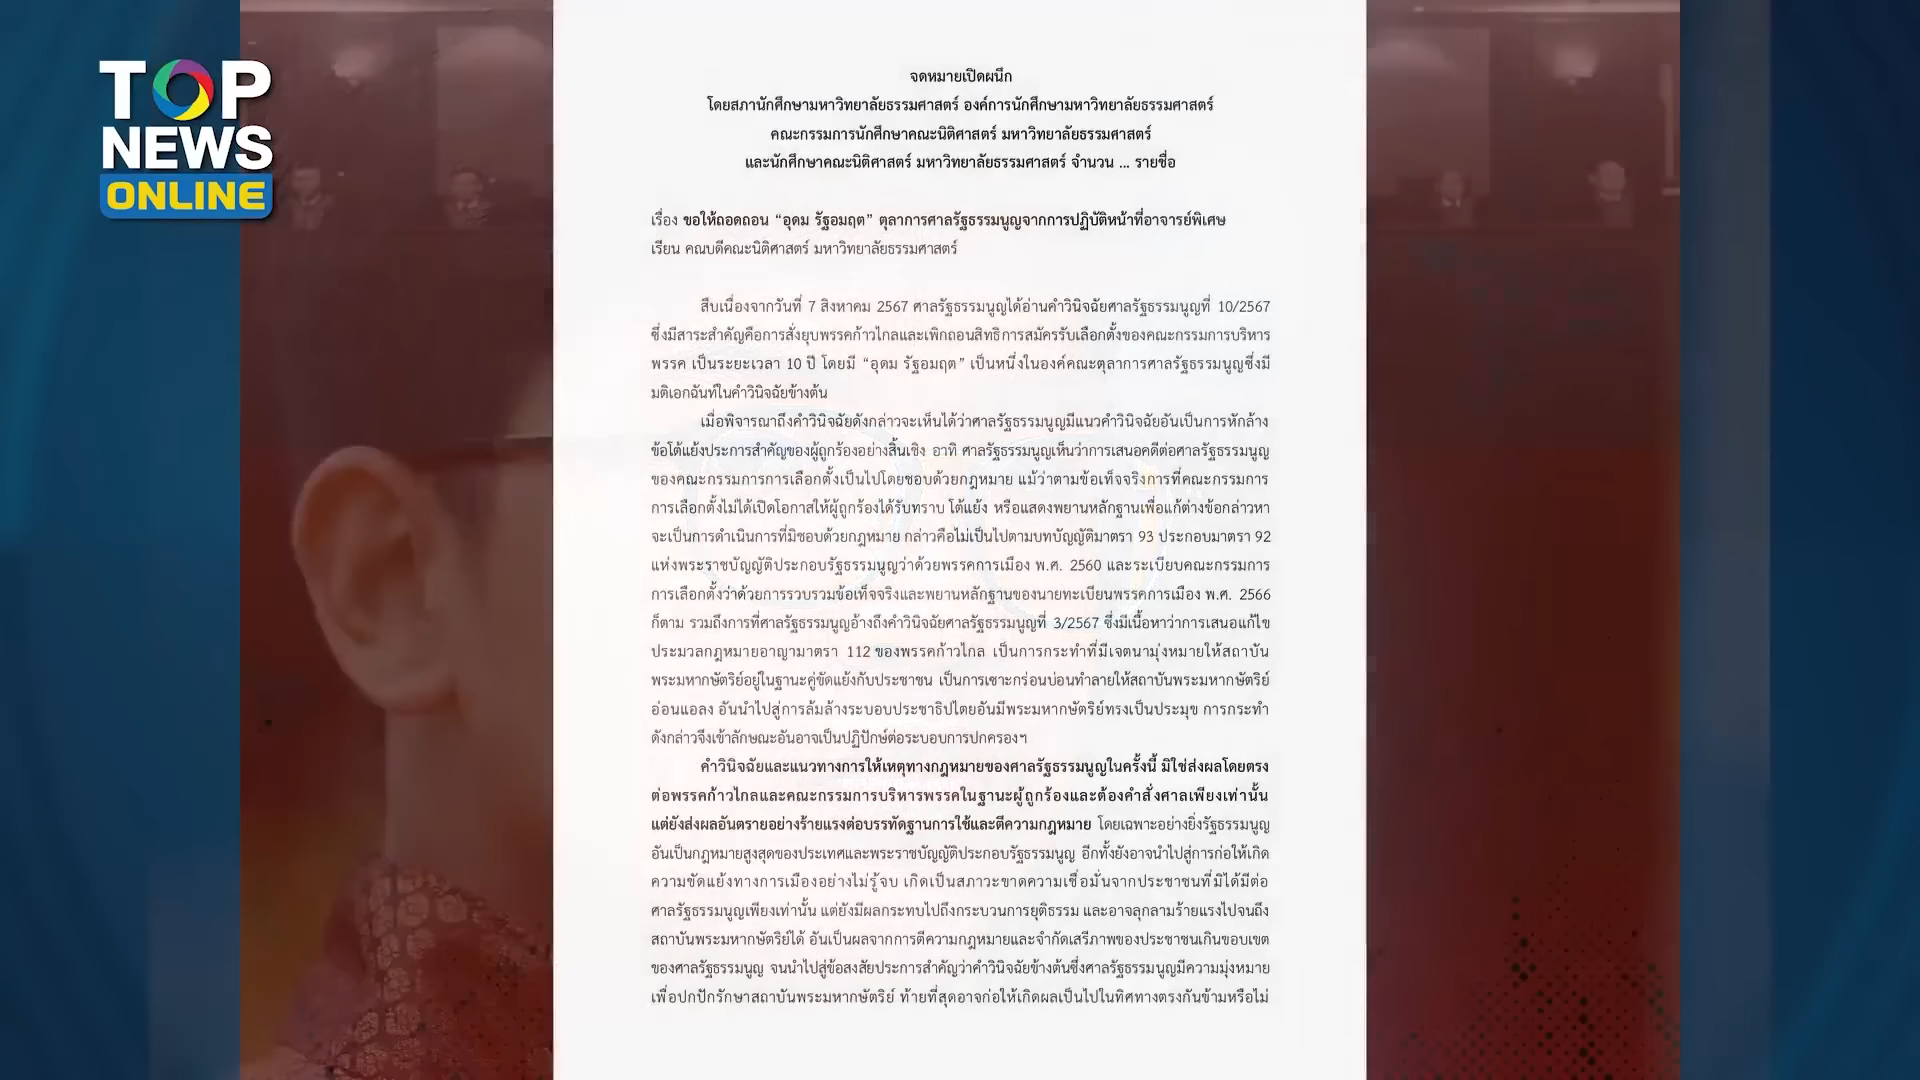 TOP
NEWS
ONLINE
จดหมายเปิดผนึก
โดยสภานักศึกษามหาวิทยาลัยธรรมศาสตร์ องค์การนักศึกษามหาวิทยาลัยธรรมศาสตร์
คณะกรรมการนักศึกษาคณะนิติศาสตร์ มหาวิทยาลัยธรรมศาสตร์
และนักศึกษาคณะนิติศาสตร์ มหาวิทยาลัยธรรมศาสตร์ จำนวน ... รายชื่อ
เรื่อง ขอให้ถอดถอน “อุดม รัฐอมฤต” ตุลาการศาลรัฐธรรมนูญจากการปฏิบัติหน้าที่อาจารย์พิเศษ
เรียน คณบดีคณะนิติศาสตร์ มหาวิทยาลัยธรรมศาสตร์
สืบเนื่องจากวันที่ 7 สิงหาคม 2567 ศาลรัฐธรรมนูญได้อ่านคำวินิจฉัยศาลรัฐธรรมนูญที่ 10/2567
ซึ่งมีสาระสำคัญคือการสั่งยุบพรรคก้าวไกลและเพิกถอนสิทธิการสมัครรับเลือกตั้งของคณะกรรมการบริหาร
พรรค เป็นระยะเวลา 10 ปี โดยมี “อุดม รัฐอมฤต” เป็นหนึ่งในองค์คณะตุลาการศาลรัฐธรรมนูญซึ่งมี
มติเอกฉันท์ในคำวินิจฉัยข้างต้น
เมื่อพิจารณาถึงคำวินิจฉัยดังกล่าวจะเห็นได้ว่าศาลรัฐธรรมนูญมีแนวคำวินิจฉัยอันเป็นการหักล้าง
ข้อโต้แย้งประการสำคัญของผู้ถูกร้องอย่างสิ้นเชิง อาทิ ศาลรัฐธรรมนูญเห็นว่าการเสนอคดีต่อศาลรัฐธรรมนูญ
ของคณะกรรมการการเลือกตั้งเป็นไปโดยชอบด้วยกฎหมาย แม้ว่าตามข้อเท็จจริงการที่คณะกรรมการ
การเลือกตั้งไม่ได้เปิดโอกาสให้ผู้ถูกร้องได้รับทราบ โต้แย้ง หรือแสดงพยานหลักฐานเพื่อแก้ต่างข้อกล่าวหา
จะเป็นการดำเนินการที่มิชอบด้วยกฎหมาย กล่าวคือไม่เป็นไปตามบทบัญญัติมาตรา 93 ประกอบมาตรา 92
แห่งพระราชบัญญัติประกอบรัฐธรรมนูญว่าด้วยพรรคการเมือง พ.ศ. 2560 และระเบียบคณะกรรมการ
การเลือกตั้งว่าด้วยการรวบรวมข้อเท็จจริงและพยานหลักฐานของนายทะเบียนพรรคการเมือง พ.ศ. 2566
ก็ตาม รวมถึงการที่ศาลรัฐธรรมนูญอ้างถึงคำวินิจฉัยศาลรัฐธรรมนูญที่ 3/2567 ซึ่งมีเนื้อหาว่าการเสนอแก้ไข
ประมวลกฎหมายอาญามาตรา 112 ของพรรคก้าวไกล เป็นการกระทำที่มีเจตนามุ่งหมายให้สถาบัน
พระมหากษัตริย์อยู่ในฐานะคู่ขัดแย้งกับประชาชน เป็นการเซาะกร่อนบ่อนทำลายให้สถาบันพระมหากษัตริย์
อ่อนแอลง อันนำไปสู่การล้มล้างระบอบประชาธิปไตยอันมีพระมหากษัตริย์ทรงเป็นประมุข การกระทำ
ดังกล่าวจึงเข้าลักษณะอันอาจเป็นปฏิปักษ์ต่อระบอบการปกครองฯ
คำวินิจฉัยและแนวทางการให้เหตุทางกฎหมายของศาลรัฐธรรมนูญในครั้งนี้ มิใช่ส่งผลโดยตรง
ต่อพรรคก้าวไกลและคณะกรรมการบริหารพรรคในฐานะผู้ถูกร้องและต้องคำสั่งศาลเพียงเท่านั้น
แต่ยังส่งผลอันตรายอย่างร้ายแรงต่อบรรทัดฐานการใช้และตีความกฎหมาย โดยเฉพาะอย่างยิ่งรัฐธรรมนูญ
อันเป็นกฎหมายสูงสุดของประเทศและพระราชบัญญัติประกอบรัฐธรรมนูญ อีกทั้งยังอาจนำไปสู่การก่อให้เกิด
ความขัดแย้งทางการเมืองอย่างไม่รู้จบ เกิดเป็นสภาวะขาดความเชื่อมั่นจากประชาชนที่มิได้มีต่อ
ศาลรัฐธรรมนูญเพียงเท่านั้น แต่ยังมีผลกระทบไปถึงกระบวนการยุติธรรม และอาจลุกลามร้ายแรงไปจนถึง
สถาบันพระมหากษัตริย์ได้ อันเป็นผลจากการตีความกฎหมายและจำกัดเสรีภาพของประชาชนเกินขอบเขต
ของศาลรัฐธรรมนูญ จนนำไปสู่ข้อสงสัยประการสำคัญว่าคำวินิจฉัยข้างต้นซึ่งศาลรัฐธรรมนูญมีความมุ่งหมาย
เพื่อปกปักรักษาสถาบันพระมหากษัตริย์ ท้ายที่สุดอาจก่อให้เกิดผลเป็นไปในทิศทางตรงกันข้ามหรือไม่